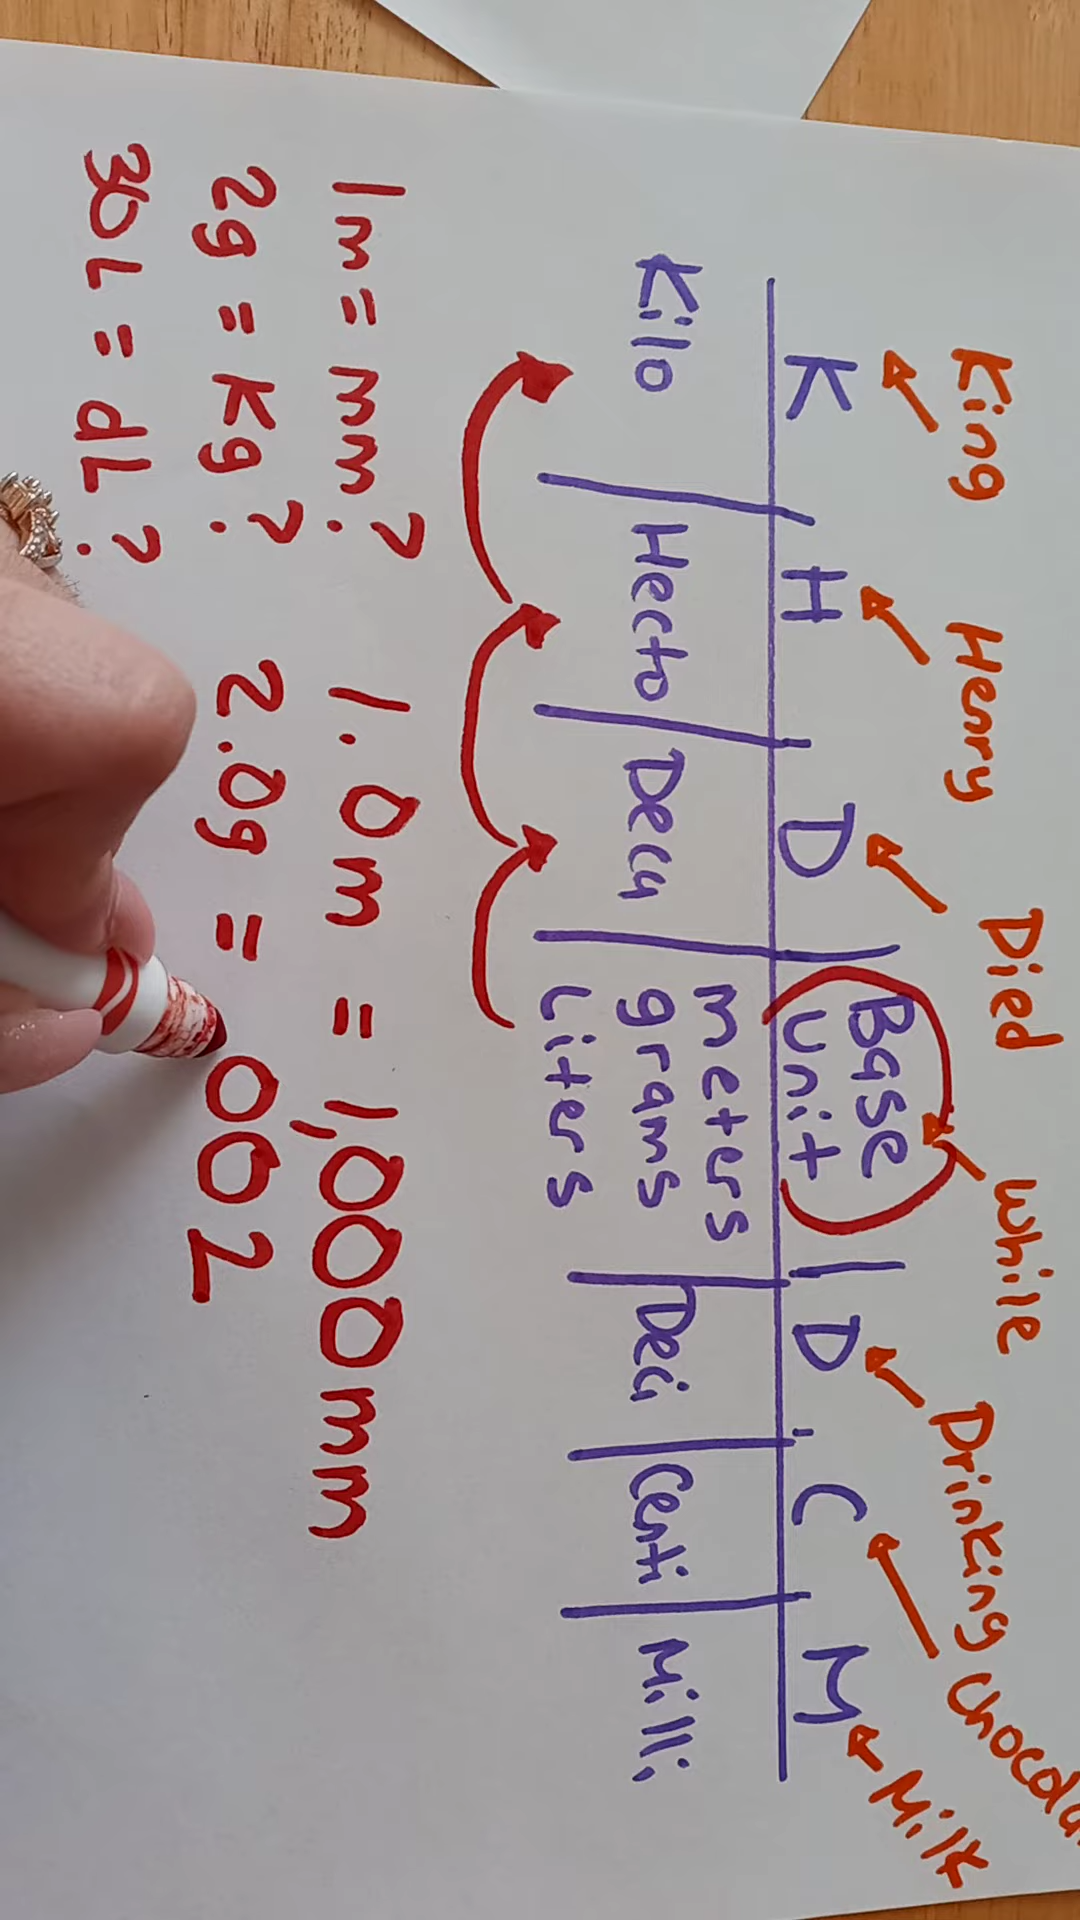 King Henry Died While Drinking Chocola
Milk
K H D Base Unit D C M
Kilo Hecto Deca meters grams Liters Deci Centi Milli
1m = mm? 1.0m = 1,000mm
2g = Kg? 2.0g = 002
30L = dL?